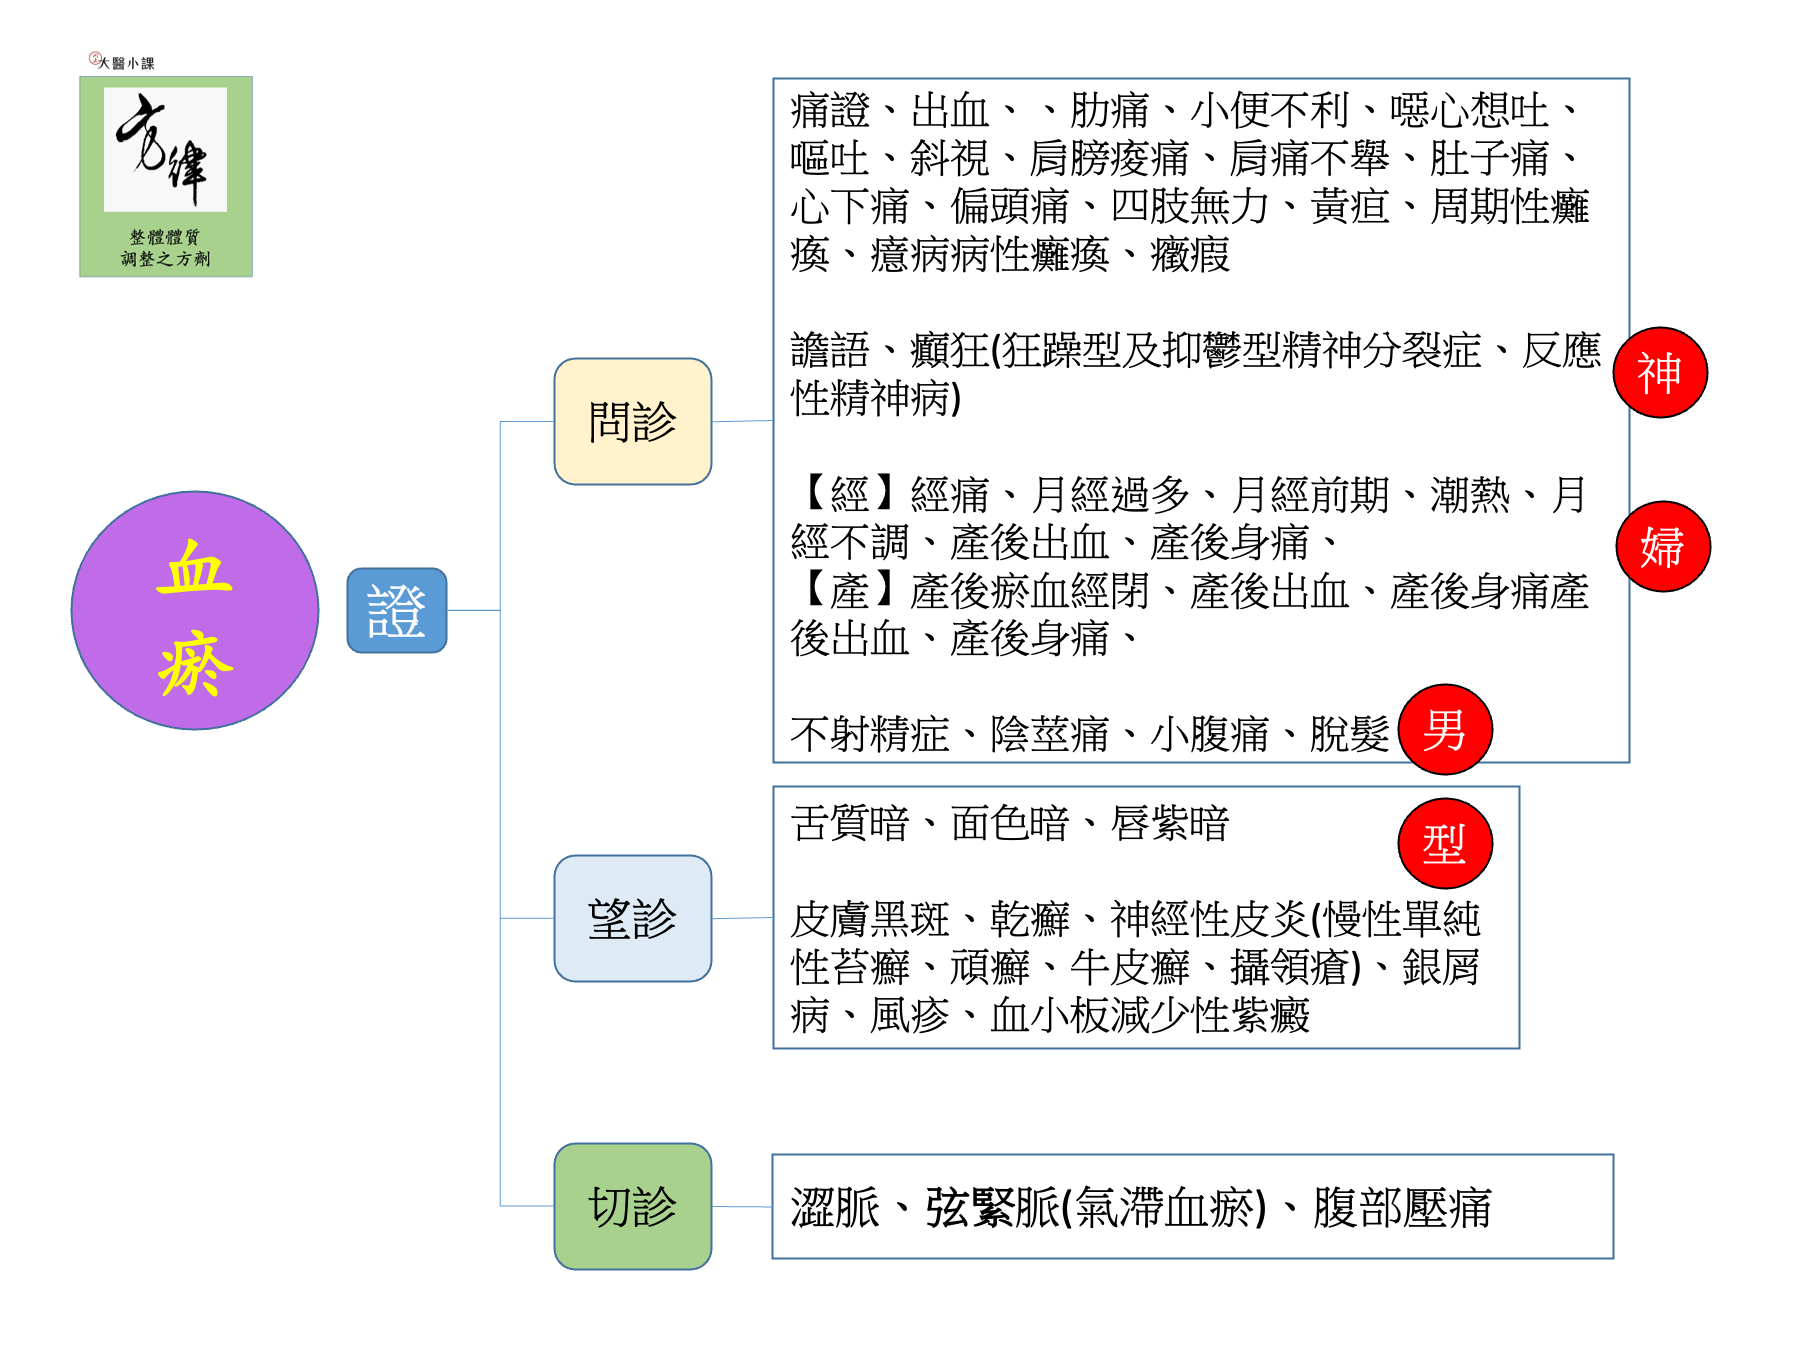 大醫小課
方律
整體體質
調整之方劑
血
瘀
證
問診
痛證、出血、、肋痛、小便不利、噁心想吐、
嘔吐、斜視、肩膀痠痛、肩痛不舉、肚子痛、
心下痛、偏頭痛、四肢無力、黃疸、周期性癱
瘓、癔病病性癱瘓、癥瘕
譫語、癲狂(狂躁型及抑鬱型精神分裂症、反應
性精神病)
神
【經】經痛、月經過多、月經前期、潮熱、月
經不調、產後出血、產後身痛、
【產】產後瘀血經閉、產後出血、產後身痛產
後出血、產後身痛、
婦
不射精症、陰莖痛、小腹痛、脫髮
男
望診
舌質暗、面色暗、唇紫暗
型
皮膚黑斑、乾癬、神經性皮炎(慢性單純
性苔癬、頑癬、牛皮癬、攝領瘡)、銀屑
病、風疹、血小板減少性紫癜
切診
澀脈、弦緊脈(氣滯血瘀)、腹部壓痛